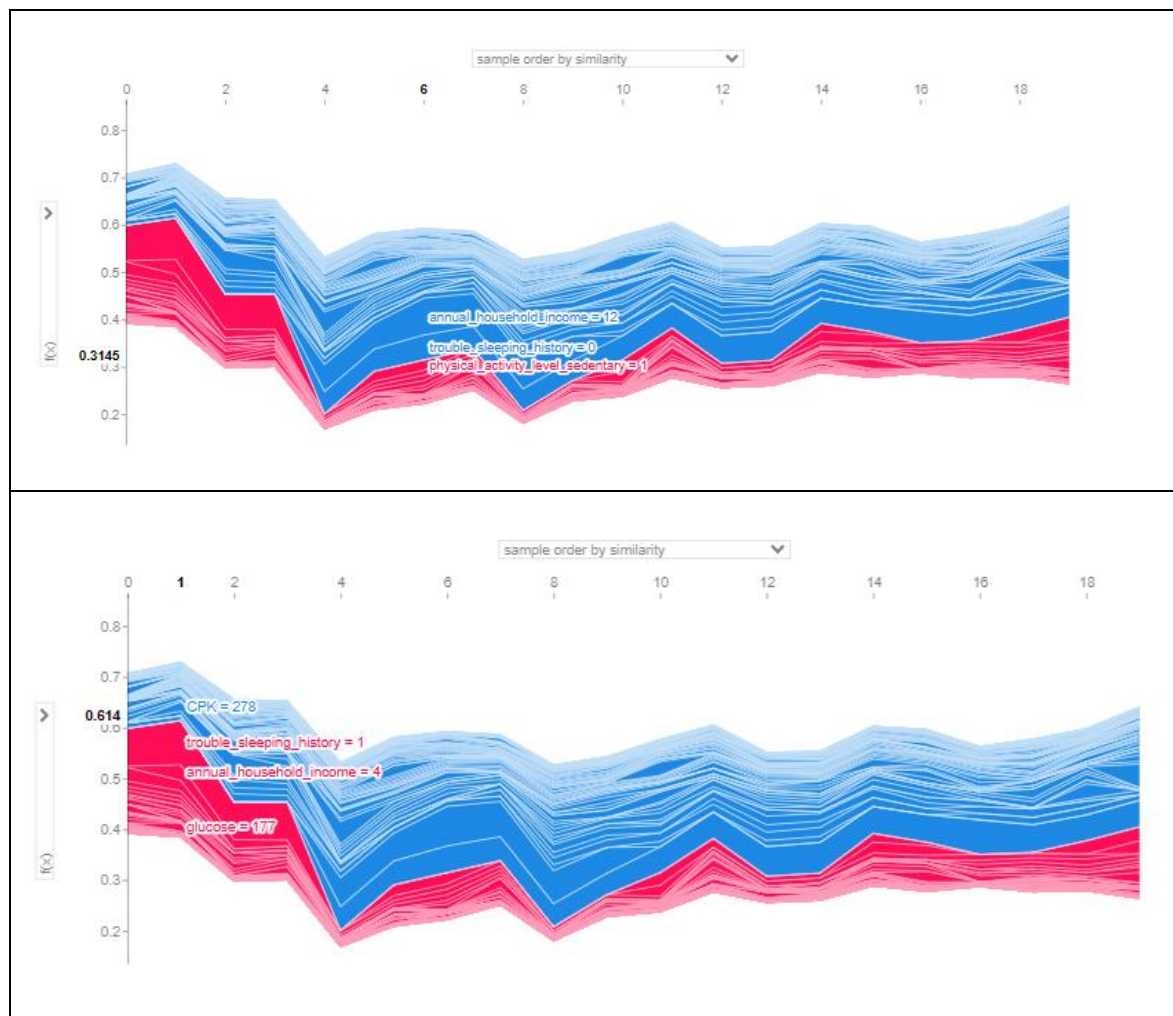 sample order by similarity
0 2 4 6 8 10 12 14 16 18
0.8
0.7
0.6
0.5
0.4
annual_household_income = 12
trouble_sleeping_history = 0
0.3145
physical_activity_level_sedentary = 1
0.3
0.2
f(x)
sample order by similarity
0 1 2 4 6 8 10 12 14 16 18
0.8
0.7
CPK = 278
0.614
0.6
trouble_sleeping_history = 1
annual_household_income = 4
0.5
glucose = 177
0.4
0.3
0.2
f(x)